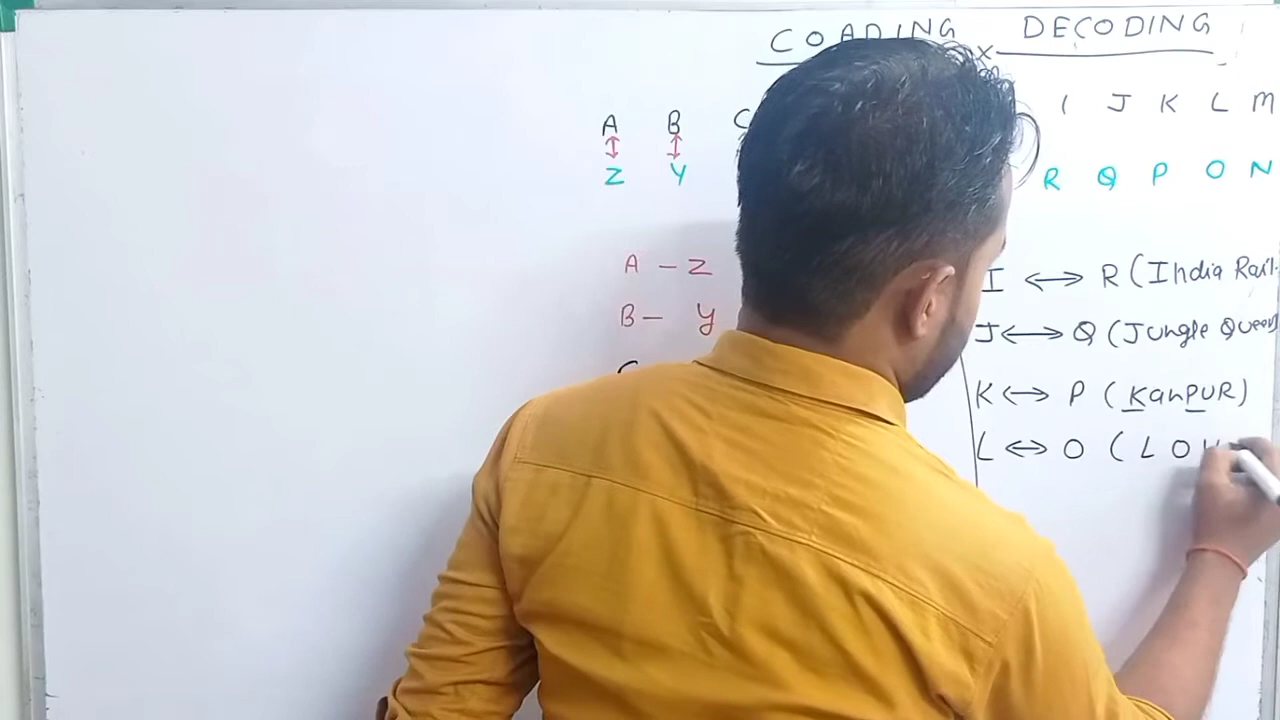 COADING DECODING
A B C I J K L M
Z Y R Q P O N
A - Z I ↔ R (India Rail
B - Y J ↔ Q (Jungle Queen
C K ↔ P (KanPUR)
L ↔ O (LO